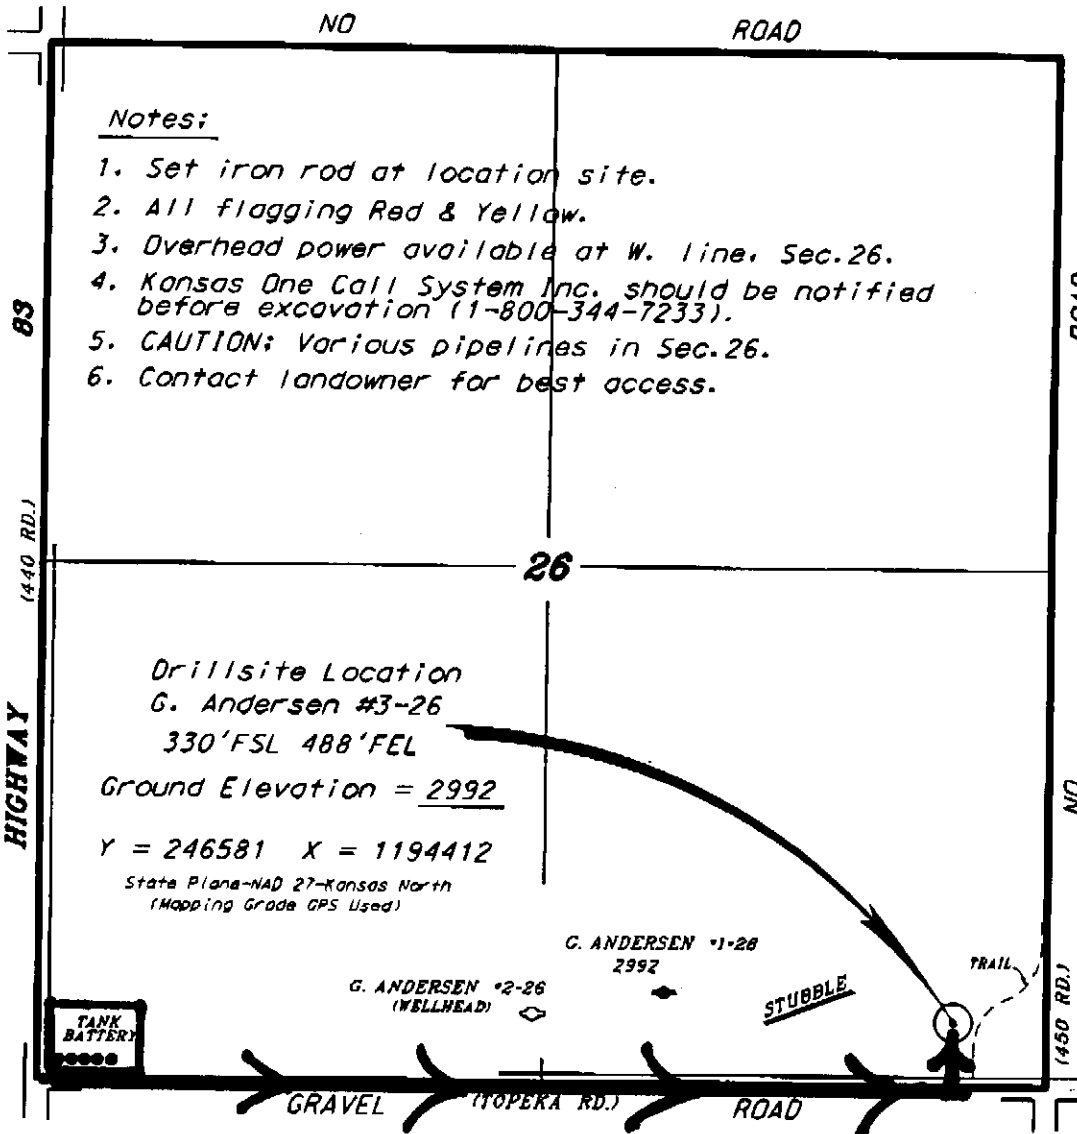 NO ROAD
Notes:
1. Set iron rod at location site.
2. All flagging Red & Yellow.
3. Overhead power available at W. line, Sec.26.
4. Kansas One Call System Inc. should be notified
before excavation (1-800-344-7233).
5. CAUTION: Various pipelines in Sec.26.
6. Contact landowner for best access.
HIGHWAY 83
(440 RD.)
NO ROAD
(450 RD.)
26
Drillsite Location
G. Andersen #3-26
330'FSL 488'FEL
Ground Elevation = 2992
Y = 246581 X = 1194412
State Plane-NAD 27-Kansas North
(Mapping Grade GPS Used)
G. ANDERSEN #1-26
2992
G. ANDERSEN #2-26
(WELLHEAD)
STUBBLE
TRAIL
TANK
BATTERY
GRAVEL (TOPEKA RD.) ROAD